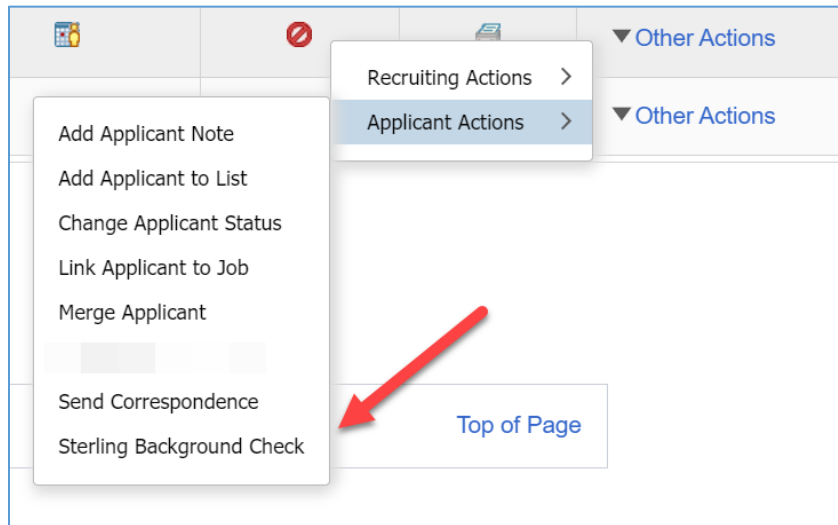 Other Actions
Recruiting Actions
Applicant Actions
Other Actions
Add Applicant Note
Add Applicant to List
Change Applicant Status
Link Applicant to Job
Merge Applicant
Send Correspondence
Sterling Background Check
Top of Page